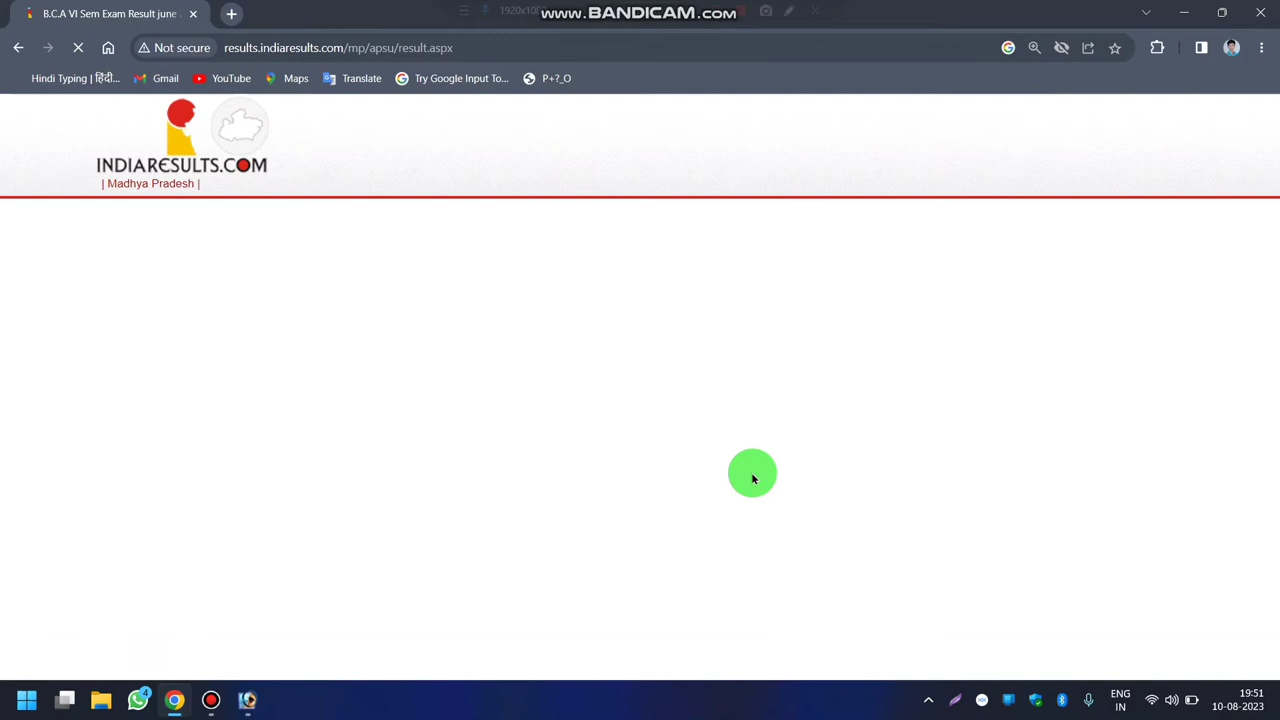 B.C.A VI Sem Exam Result june
1920x10
www.BANDICAM.com
Not secure
results.indiaresults.com/mp/apsu/result.aspx
Hindi Typing | हिंदी... Gmail YouTube Maps Translate Try Google Input To... P+?_O
INDIARESULTS.COM
| Madhya Pradesh |
4
ENG
IN
19:51
10-08-2023